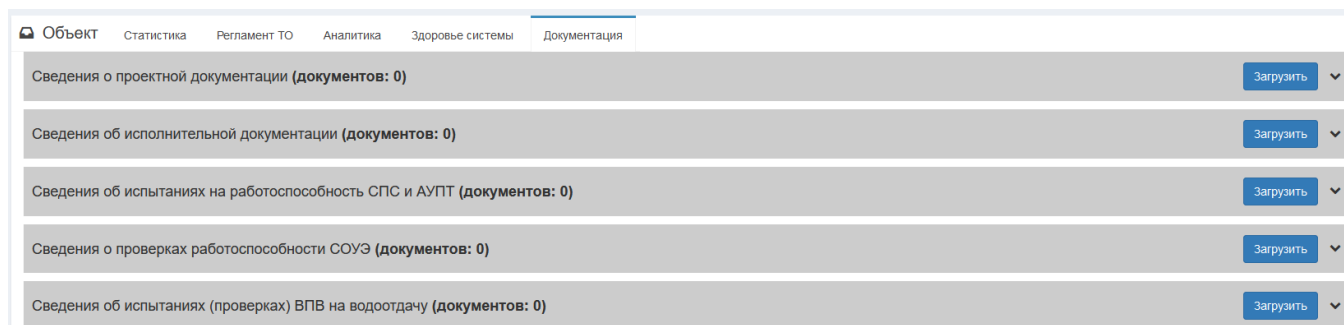 Объект Статистика Регламент ТО Аналитика Здоровье системы Документация
Сведения о проектной документации (документов: 0) Загрузить
Сведения об исполнительной документации (документов: 0) Загрузить
Сведения об испытаниях на работоспособность СПС и АУПТ (документов: 0) Загрузить
Сведения о проверках работоспособности СОУЭ (документов: 0) Загрузить
Сведения об испытаниях (проверках) ВПВ на водоотдачу (документов: 0) Загрузить